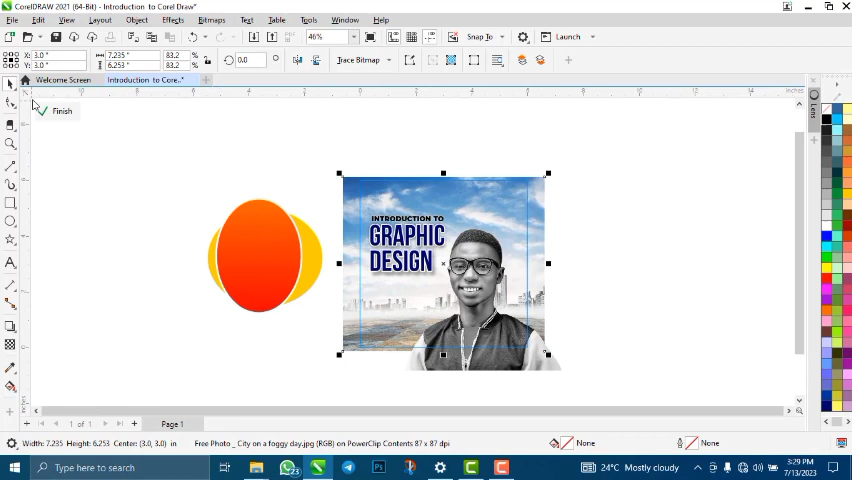 CorelDRAW 2021 (64-Bit) - Introduction to Corel Draw*
File Edit View Layout Object Effects Bitmaps Text Table Tools Window Help
46% Snap To Launch
X: 3.0 " 7.235 " 83.2 %
Y: 3.0 " 6.253 " 83.2 % 0.0 ° Trace Bitmap
Welcome Screen Introduction to Core..*
inches
Finish
Lens
INTRODUCTION TO
GRAPHIC
DESIGN
inches
1 of 1 Page 1
Width: 7.235 Height: 6.253 Center: (3.0, 3.0) in Free Photo _ City on a foggy day.jpg (RGB) on PowerClip Contents 87 x 87 dpi None None
Type here to search 23 Ps 24°C Mostly cloudy 3:29 PM
7/13/2023